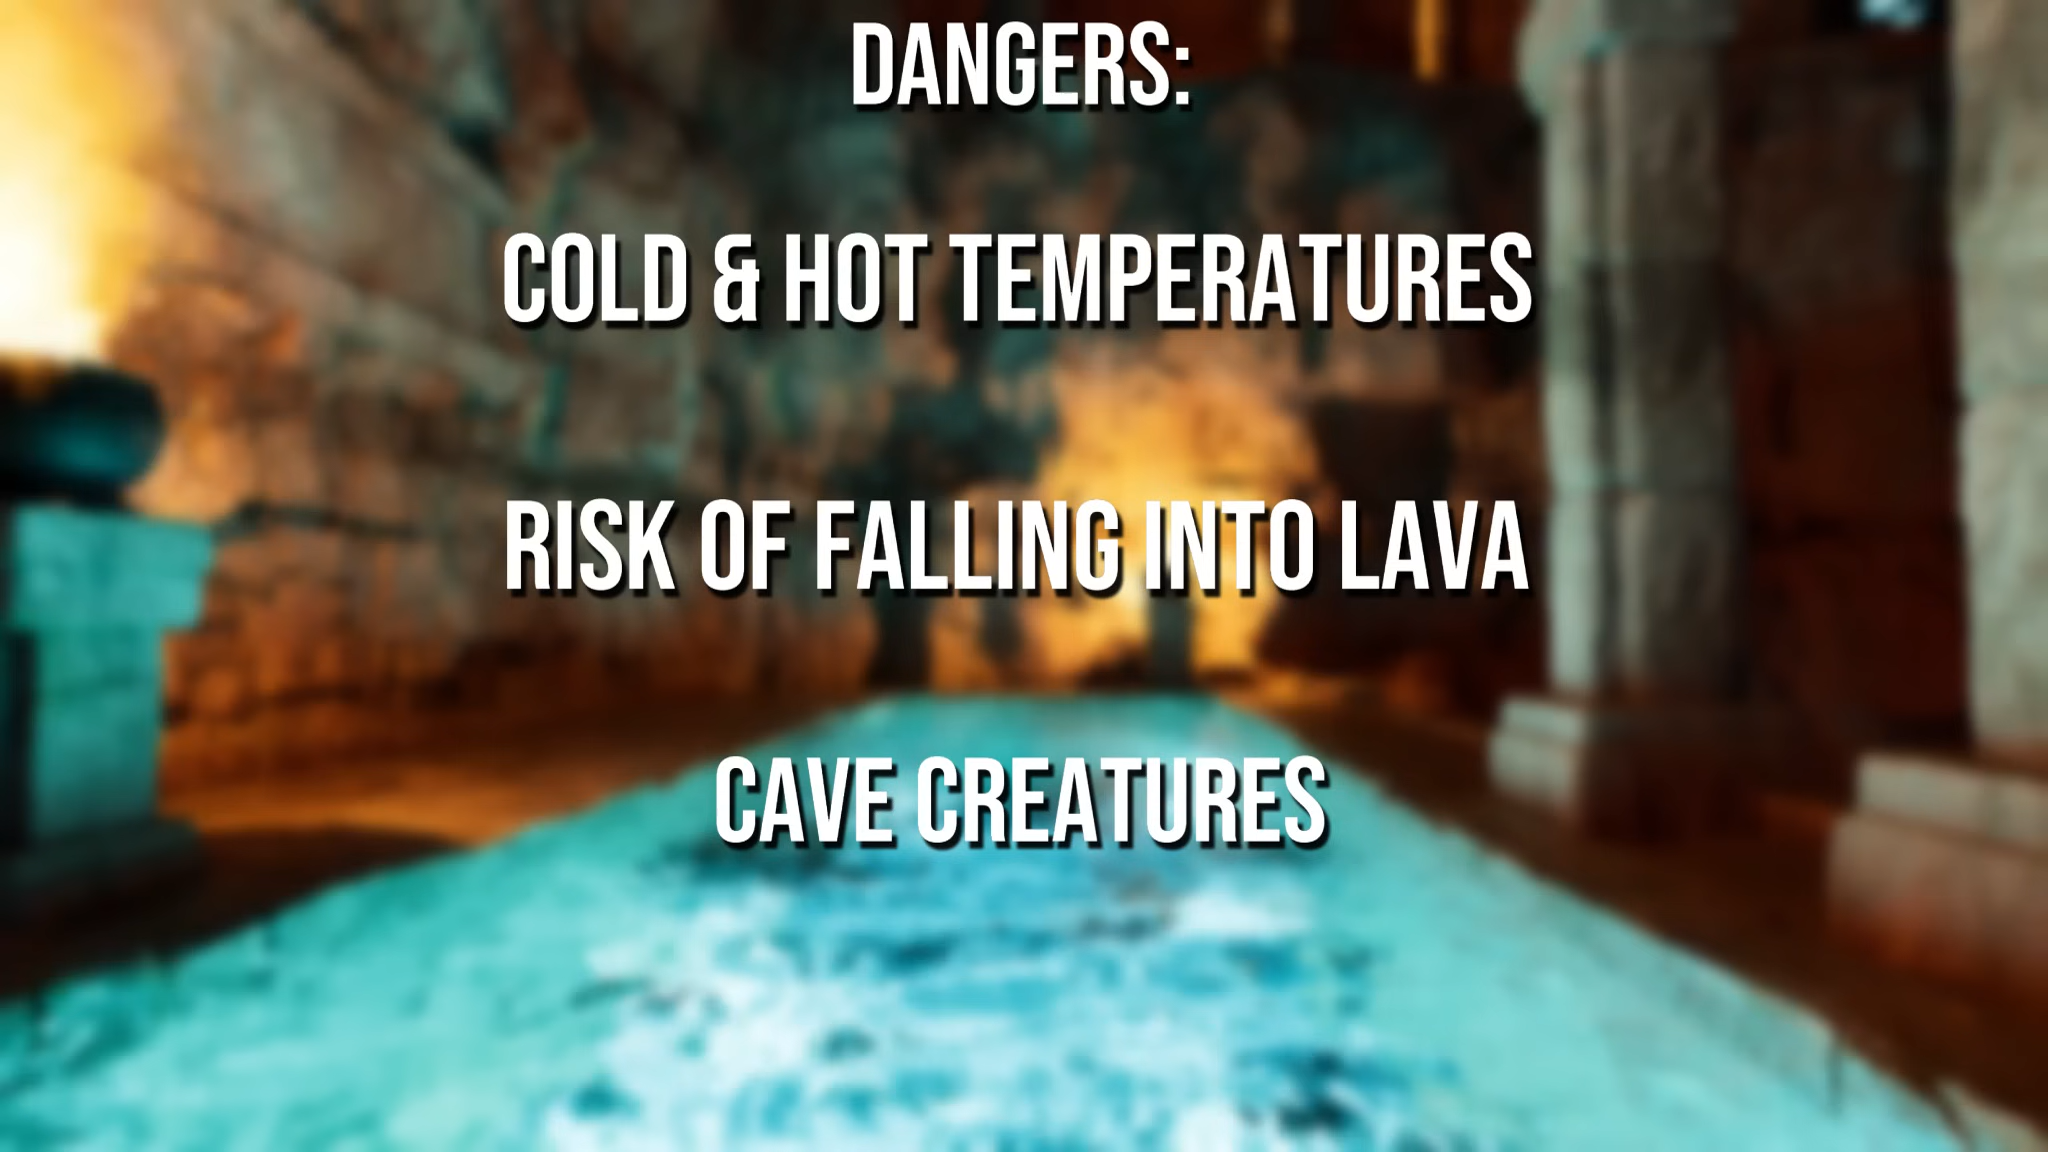 DANGERS:
COLD & HOT TEMPERATURES
RISK OF FALLING INTO LAVA
CAVE CREATURES